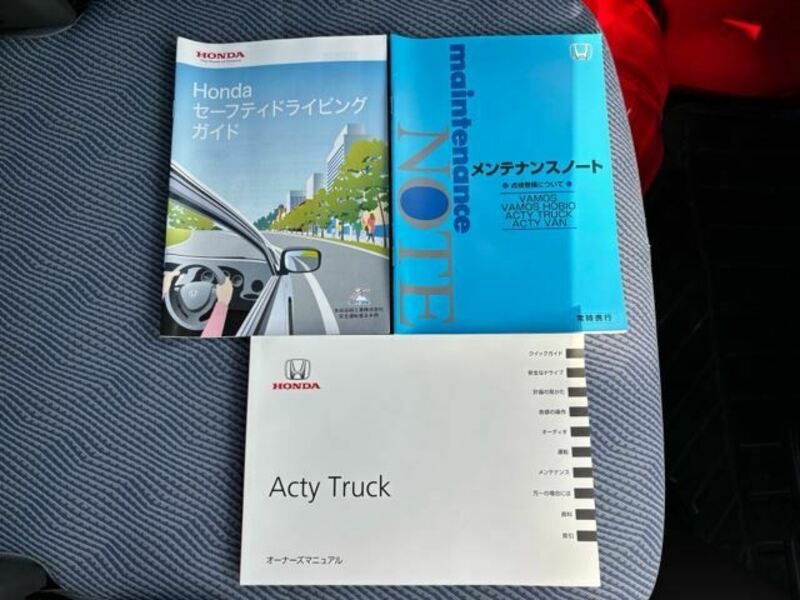 HONDA
The Power of Dreams
Honda
セーフティドライビング
ガイド
maintenance
NOTE
メンテナンスノート
点検整備について
VAMOS
VAMOS HOBIO
ACTY TRUCK
ACTY VAN
常時携行
HONDA
Acty Truck
オーナーズマニュアル
クイックガイド
安全なドライブ
計器の見かた
各部の操作
オーディオ
運転
メンテナンス
万一の場合には
資料
索引